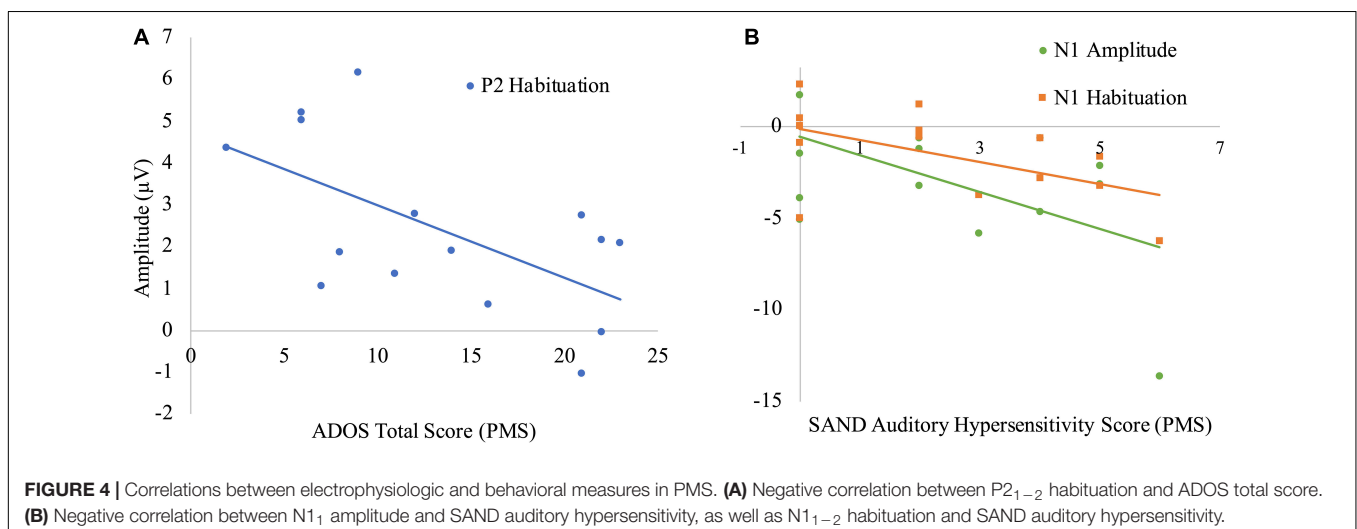 A
B
7
6
5
4
3
2
1
0
-1
-2
Amplitude (µV)
P2 Habituation
0 5 10 15 20 25
ADOS Total Score (PMS)
N1 Amplitude
N1 Habituation
0
-5
-10
-15
-1 1 3 5 7
SAND Auditory Hypersensitivity Score (PMS)
FIGURE 4 | Correlations between electrophysiologic and behavioral measures in PMS. (A) Negative correlation between P2₁₋₂ habituation and ADOS total score.
(B) Negative correlation between N1₁ amplitude and SAND auditory hypersensitivity, as well as N1₁₋₂ habituation and SAND auditory hypersensitivity.